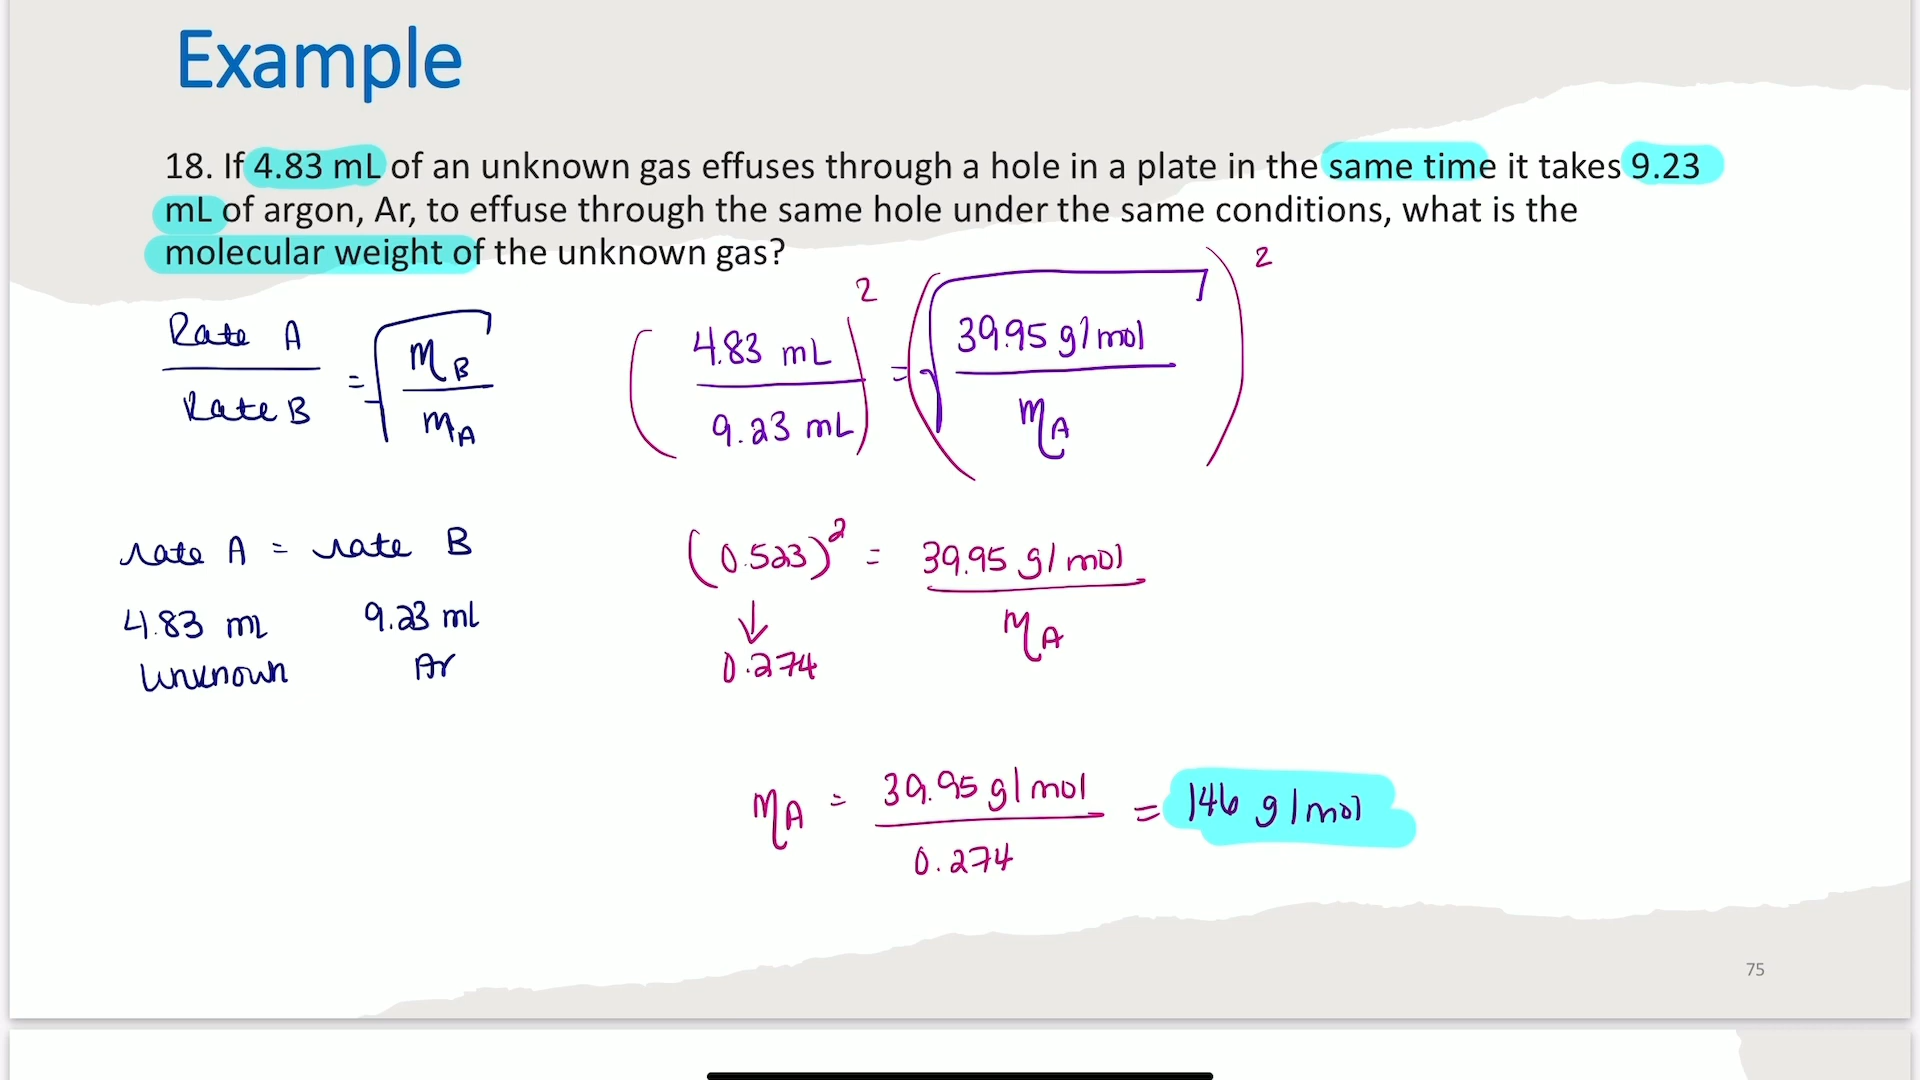 Example
18. If 4.83 mL of an unknown gas effuses through a hole in a plate in the same time it takes 9.23
mL of argon, Ar, to effuse through the same hole under the same conditions, what is the
molecular weight of the unknown gas?
Rate A / Rate B = √(MB / MA)
(4.83 mL / 9.23 mL)² = (√(39.95 g/mol / MA))²
rate A = rate B
4.83 mL 9.23 mL
Unknown Ar
(0.523)² = 39.95 g/mol / MA
↓
0.274
MA = 39.95 g/mol / 0.274 = 146 g/mol
75